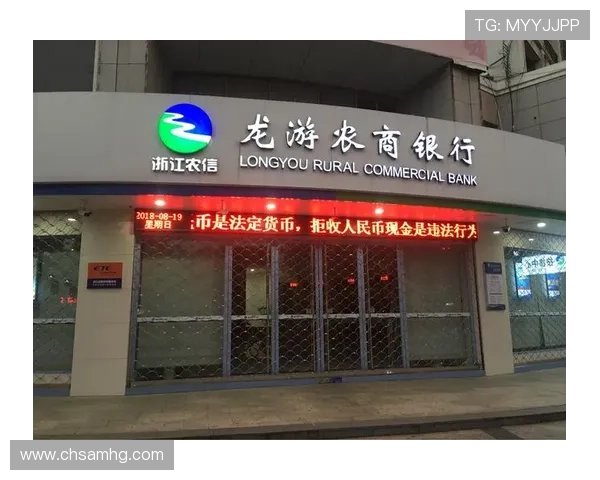 TG: MYYJJPP
浙江农信
龙游农商银行
LONGYOU RURAL COMMERCIAL BANK
2018-08-19
星期日
币是法定货币，拒收人民币现金是违法行为
ETC
www.chsamhg.com